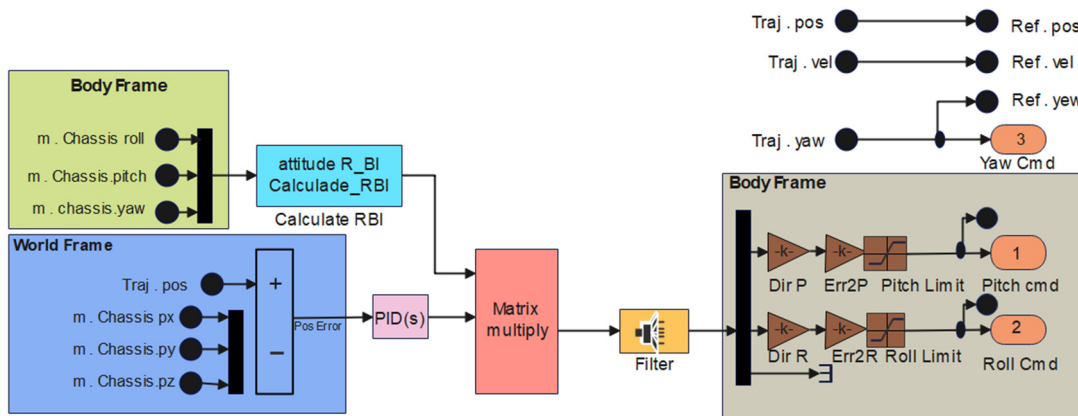 Traj . pos
Ref. pos
Traj . vel
Ref. vel
Ref. yew
Traj. yaw
3
Yaw Cmd
Body Frame
m . Chassis roll
m . Chassis.pitch
m . chassis.yaw
attitude R_BI
Calculade_RBI
Calculate RBI
World Frame
Traj . pos
m . Chassis px
m . Chassis.py
m . Chassis.pz
+
−
Pos Error
PID(s)
Matrix
multiply
Filter
Body Frame
-k-
-k-
1
Dir P
Err2P
Pitch Limit
Pitch cmd
-k-
-k-
2
Dir R
Err2R
Roll Limit
Roll Cmd